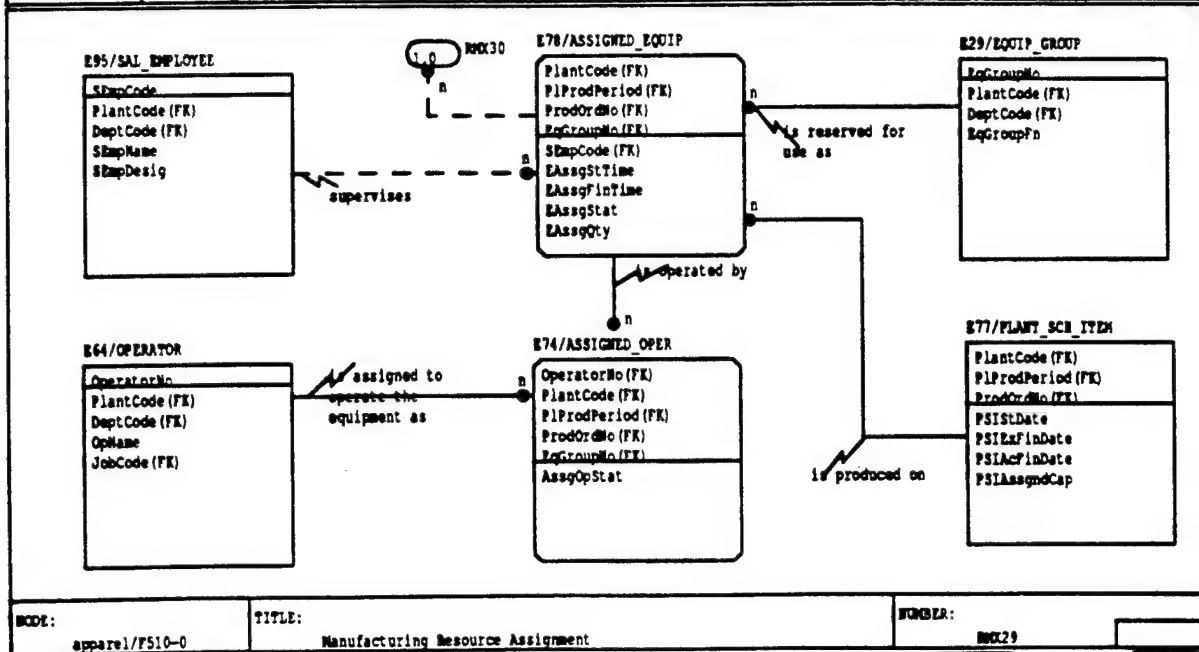 E95/SAL_EMPLOYEE
SEmpCode
PlantCode(FK)
DeptCode(FK)
SEmpName
SEmpDesig
supervises
1,0
RMX30
n
n
E78/ASSIGNED_EQUIP
PlantCode(FK)
PlProdPeriod(FK)
ProdOrdNo(FK)
EqGroupNo(FK)
SEmpCode(FK)
EAssgStTime
EAssgFinTime
EAssgStat
EAssgQty
n
n
is reserved for
use as
E29/EQUIP_GROUP
EqGroupNo
PlantCode(FK)
DeptCode(FK)
EqGroupFn
is operated by
n
E64/OPERATOR
OperatorNo
PlantCode(FK)
DeptCode(FK)
OpName
JobCode(FK)
is assigned to
operate the
equipment as
n
E74/ASSIGNED_OPER
OperatorNo(FK)
PlantCode(FK)
PlProdPeriod(FK)
ProdOrdNo(FK)
EqGroupNo(FK)
AssgOpStat
is produced on
E77/PLANT_SCH_ITEM
PlantCode(FK)
PlProdPeriod(FK)
ProdOrdNo(FK)
PSIStDate
PSIExFinDate
PSIAcFinDate
PSIAssgndCap
NODE:
apparel/F510-0
TITLE:
Manufacturing Resource Assignment
NUMBER:
RMX29